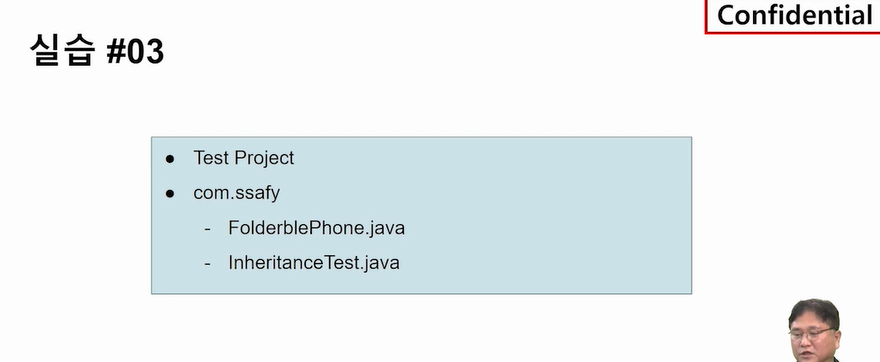 Confidential
실습 #03
● Test Project
● com.ssafy
- FolderblePhone.java
- InheritanceTest.java